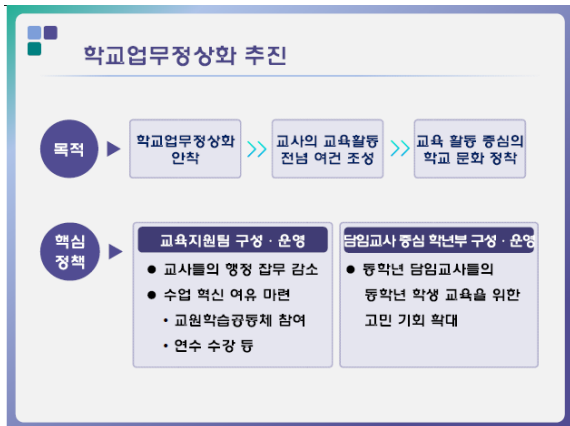 학교업무정상화 추진
목적
학교업무정상화
안착
교사의 교육활동
전념 여건 조성
교육 활동 중심의
학교 문화 정착
핵심
정책
교육지원팀 구성 · 운영
● 교사들의 행정 잡무 감소
● 수업 혁신 여유 마련
• 교원학습공동체 참여
• 연수 수강 등
담임교사 중심 학년부 구성 · 운영
● 동학년 담임교사들의
동학년 학생 교육을 위한
고민 기회 확대